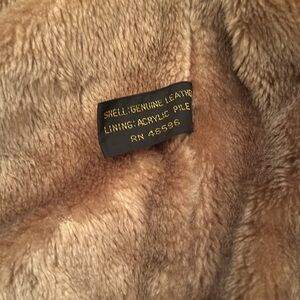 SHELL:GENUINE LEATHE
LINING:ACRYLIC PILE
RN 46596